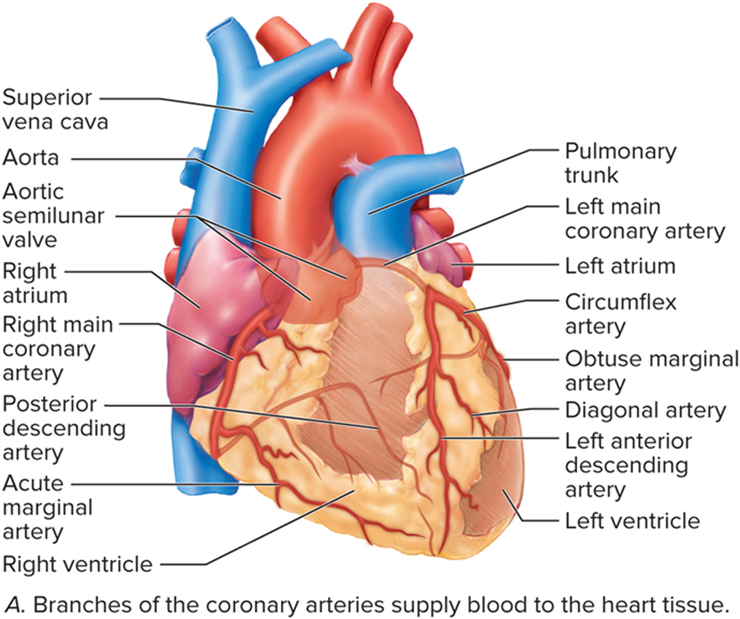 Superior
vena cava
Aorta
Aortic
semilunar
valve
Right
atrium
Right main
coronary
artery
Posterior
descending
artery
Acute
marginal
artery
Right ventricle
Pulmonary
trunk
Left main
coronary artery
Left atrium
Circumflex
artery
Obtuse marginal
artery
Diagonal artery
Left anterior
descending
artery
Left ventricle
A. Branches of the coronary arteries supply blood to the heart tissue.